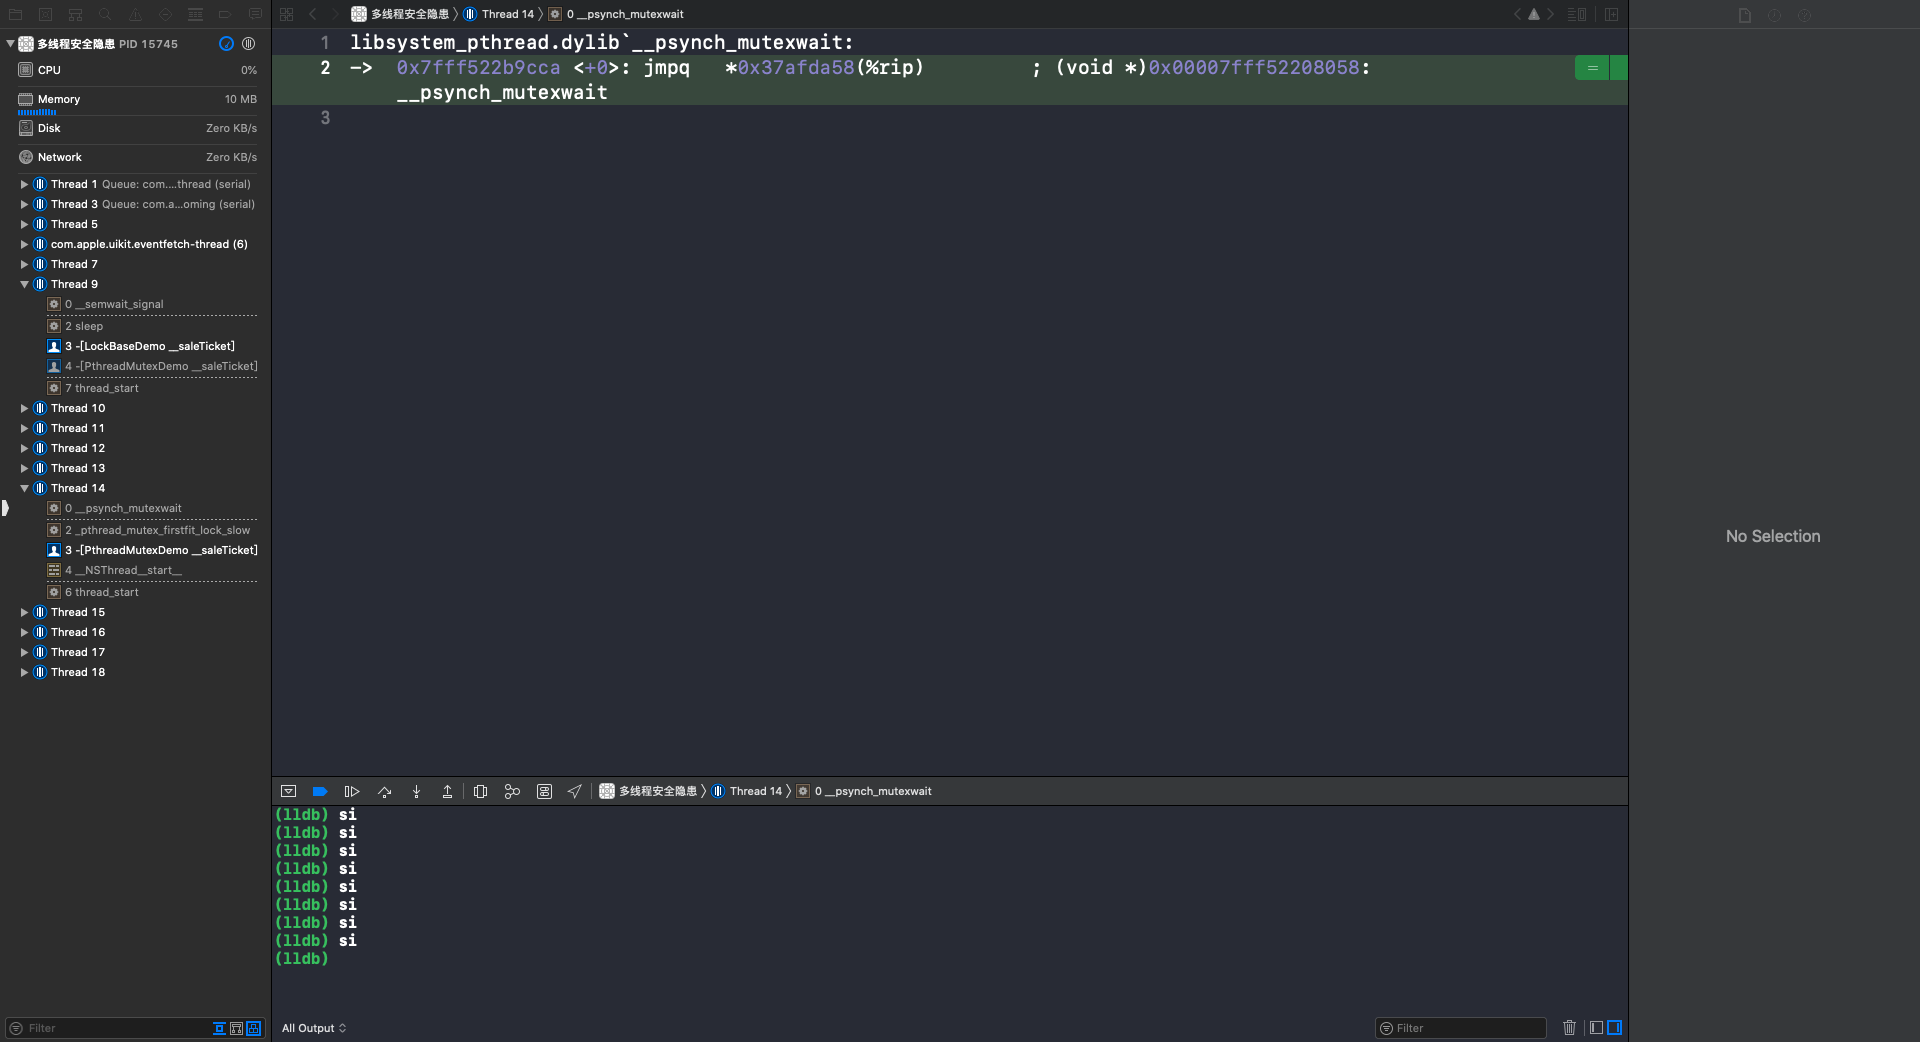 多线程安全隐患 PID 15745
CPU 0%
Memory 10 MB
Disk Zero KB/s
Network Zero KB/s
Thread 1 Queue: com....thread (serial)
Thread 3 Queue: com.a...oming (serial)
Thread 5
com.apple.uikit.eventfetch-thread (6)
Thread 7
Thread 9
0 __semwait_signal
2 sleep
3 -[LockBaseDemo __saleTicket]
4 -[PthreadMutexDemo __saleTicket]
7 thread_start
Thread 10
Thread 11
Thread 12
Thread 13
Thread 14
0 __psynch_mutexwait
2 _pthread_mutex_firstfit_lock_slow
3 -[PthreadMutexDemo __saleTicket]
4 __NSThread__start__
6 thread_start
Thread 15
Thread 16
Thread 17
Thread 18
Filter
多线程安全隐患 〉 Thread 14 〉 0 __psynch_mutexwait
1 libsystem_pthread.dylib`__psynch_mutexwait:
2 -> 0x7fff522b9cca <+0>: jmpq *0x37afda58(%rip) ; (void *)0x00007fff52208058:
__psynch_mutexwait
3
多线程安全隐患 〉 Thread 14 〉 0 __psynch_mutexwait
(lldb) si
(lldb) si
(lldb) si
(lldb) si
(lldb) si
(lldb) si
(lldb) si
(lldb) si
(lldb)
All Output
Filter
No Selection